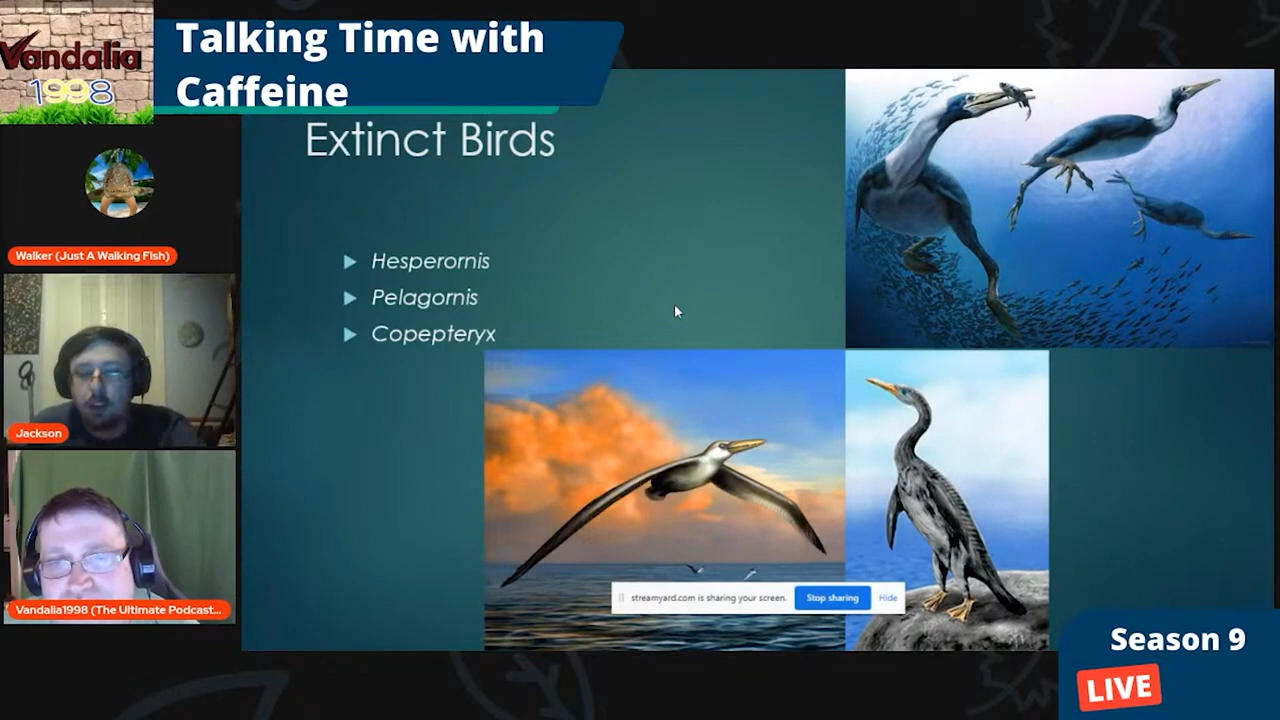 Vandalia
1998
Talking Time with
Caffeine
Extinct Birds
Walker (Just A Walking Fish)
Hesperornis
Pelagornis
Copepteryx
Jackson
Vandalia1998 (The Ultimate Podcast...
streamyard.com is sharing your screen.
Stop sharing
Hide
Season 9
LIVE